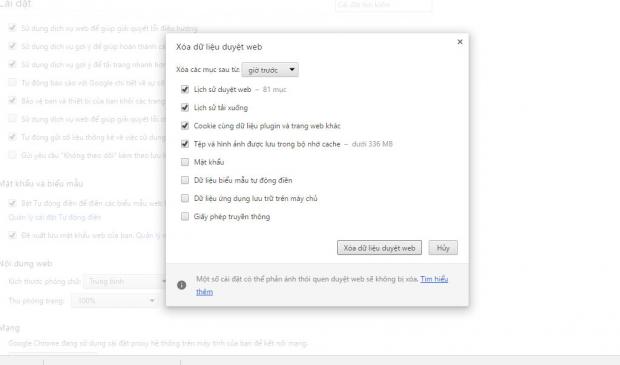 Cài đặt
Cài đặt tìm kiếm
Sử dụng dịch vụ web để giúp giải quyết lỗi điều hướng
Sử dụng dịch vụ gợi ý để giúp hoàn thành cá
Sử dụng dịch vụ gợi ý để tải trang nhanh hơn
Tự động báo cáo với Google chi tiết về sự cố
Bảo vệ bạn và thiết bị của bạn khỏi các trang
Sử dụng dịch vụ web để giúp giải quyết lỗi ch
Tự động gửi số liệu thống kê về việc sử dụng
Gửi yêu cầu "Không theo dõi" kèm theo lưu l
Mật khẩu và biểu mẫu
Bật Tự động điền để điền các biểu mẫu web b
Quản lý cài đặt Tự động điền
Đề xuất lưu mật khẩu web của bạn. Quản lý
Nội dung web
Kích thước phông chữ: Trung bình
Thu phóng trang: 100%
Mạng
Google Chrome đang sử dụng cài đặt proxy hệ thống trên máy tính của bạn để kết nối mạng.
Xóa dữ liệu duyệt web
Xóa các mục sau từ: giờ trước
Lịch sử duyệt web – 81 mục
Lịch sử tải xuống
Cookie cùng dữ liệu plugin và trang web khác
Tệp và hình ảnh được lưu trong bộ nhớ cache – dưới 336 MB
Mật khẩu
Dữ liệu biểu mẫu tự động điền
Dữ liệu ứng dụng lưu trữ trên máy chủ
Giấy phép truyền thông
Xóa dữ liệu duyệt web Hủy
Một số cài đặt có thể phản ánh thói quen duyệt web sẽ không bị xóa. Tìm hiểu
thêm